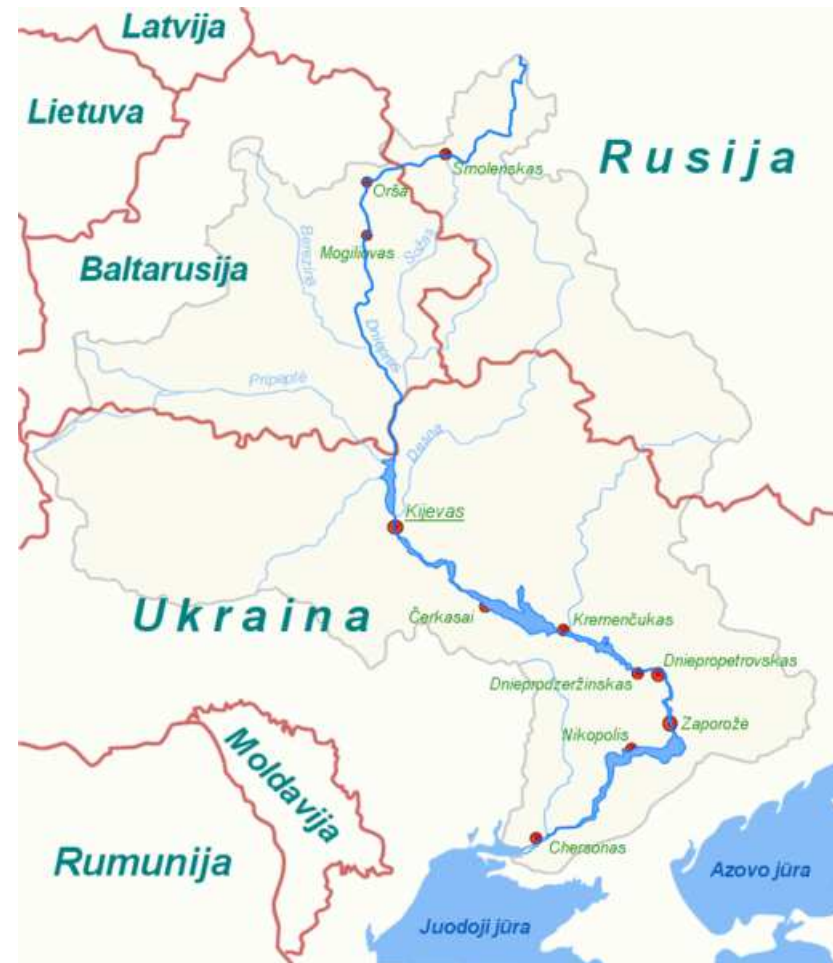 Latvija
Lietuva
Rusija
Smolenskas
Orša
Mogiliovas
Baltarusija
Berezinė
Sožas
Dniepras
Pripetė
Desna
Kijevas
Ukraina
Čerkasai
Kremenčukas
Dniepropetrovskas
Dnieprodzeržinskas
Zaporožė
Nikopolis
Moldavija
Chersonas
Rumunija
Azovo jūra
Juodoji jūra